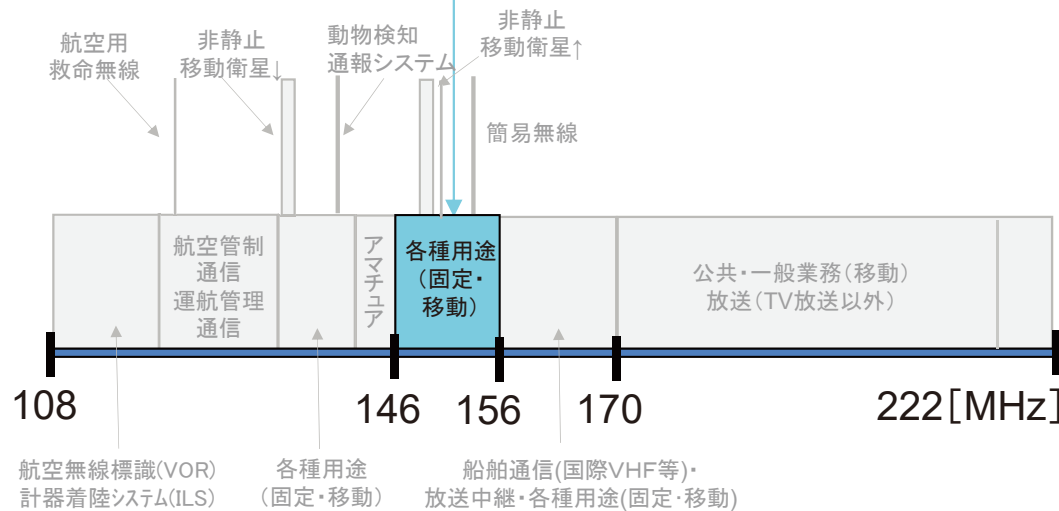 航空用
救命無線
非静止
移動衛星↓
動物検知
通報システム
非静止
移動衛星↑
簡易無線
航空管制
通信
運航管理
通信
アマチュア
各種用途
(固定・
移動)
公共・一般業務(移動)
放送(TV放送以外)
108
146
156
170
222[MHz]
航空無線標識(VOR)
計器着陸システム(ILS)
各種用途
(固定・移動)
船舶通信(国際VHF等)・
放送中継・各種用途(固定・移動)